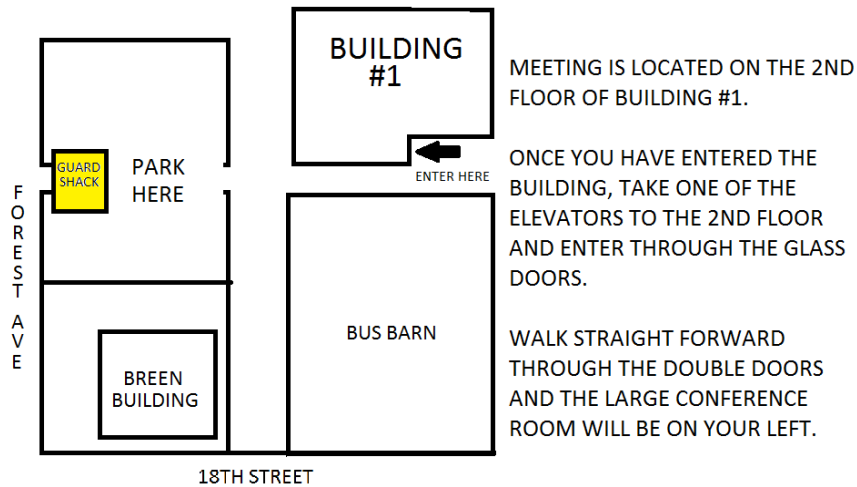 BUILDING
#1
ENTER HERE
GUARD
SHACK
PARK
HERE
FOREST AVE
BREEN
BUILDING
BUS BARN
18TH STREET
MEETING IS LOCATED ON THE 2ND
FLOOR OF BUILDING #1.
ONCE YOU HAVE ENTERED THE
BUILDING, TAKE ONE OF THE
ELEVATORS TO THE 2ND FLOOR
AND ENTER THROUGH THE GLASS
DOORS.
WALK STRAIGHT FORWARD
THROUGH THE DOUBLE DOORS
AND THE LARGE CONFERENCE
ROOM WILL BE ON YOUR LEFT.